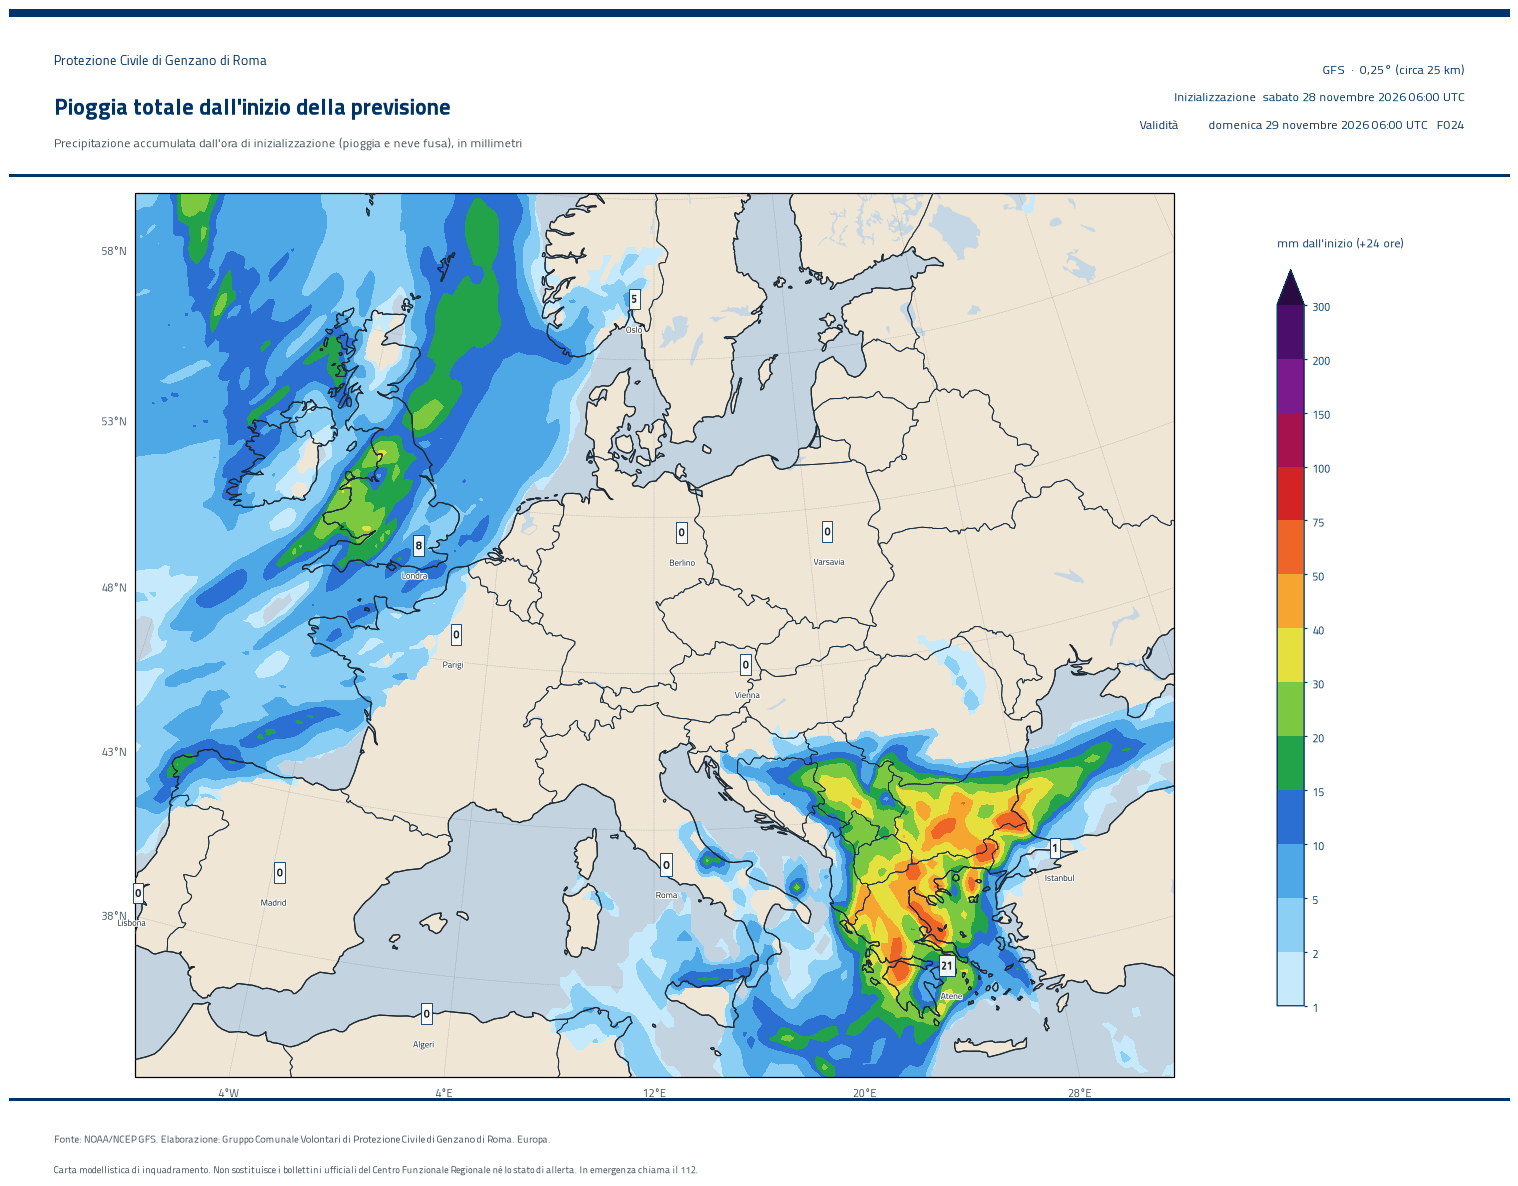 Protezione Civile di Genzano di Roma
Pioggia totale dall'inizio della previsione
Precipitazione accumulata dall'ora di inizializzazione (pioggia e neve fusa), in millimetri
GFS · 0,25° (circa 25 km)
Inizializzazione sabato 28 novembre 2026 06:00 UTC
Validità domenica 29 novembre 2026 06:00 UTC F024
mm dall'inizio (+24 ore)
300
200
150
100
75
50
40
30
20
15
10
5
2
1
58°N
53°N
48°N
43°N
38°N
5
Oslo
8
Londra
0
Berlino
0
Varsavia
0
Parigi
0
Vienna
0
Madrid
0
Lisbona
0
Roma
1
Istanbul
21
Atene
0
Algeri
4°W
4°E
12°E
20°E
28°E
Fonte: NOAA/NCEP GFS. Elaborazione: Gruppo Comunale Volontari di Protezione Civile di Genzano di Roma. Europa.
Carta modellistica di inquadramento. Non sostituisce i bollettini ufficiali del Centro Funzionale Regionale né lo stato di allerta. In emergenza chiama il 112.